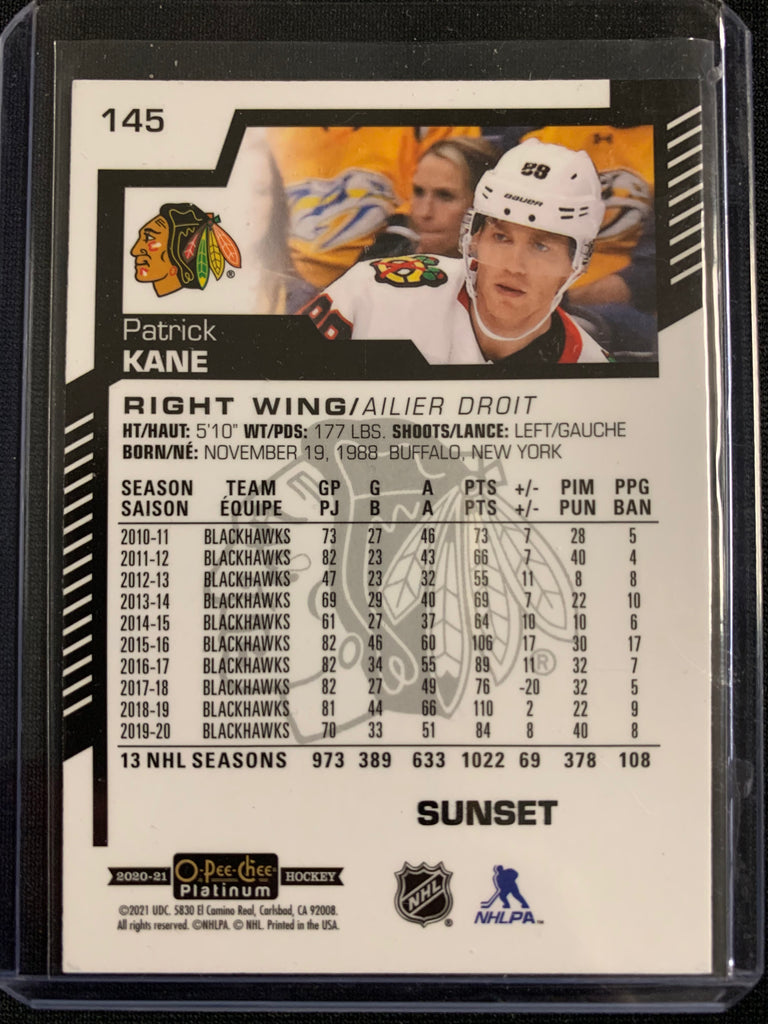 145
88
BAUER
88
®
Patrick
KANE
RIGHT WING/AILIER DROIT
HT/HAUT: 5'10" WT/PDS: 177 LBS. SHOOTS/LANCE: LEFT/GAUCHE
BORN/NÉ: NOVEMBER 19, 1988 BUFFALO, NEW YORK
SEASON TEAM GP G A PTS +/- PIM PPG
SAISON ÉQUIPE PJ B A PTS +/- PUN BAN
2010-11 BLACKHAWKS 73 27 46 73 7 28 5
2011-12 BLACKHAWKS 82 23 43 66 7 40 4
2012-13 BLACKHAWKS 47 23 32 55 11 8 8
2013-14 BLACKHAWKS 69 29 40 69 7 22 10
2014-15 BLACKHAWKS 61 27 37 64 10 10 6
2015-16 BLACKHAWKS 82 46 60 106 17 30 17
2016-17 BLACKHAWKS 82 34 55 89 11 32 7
2017-18 BLACKHAWKS 82 27 49 76 -20 32 5
2018-19 BLACKHAWKS 81 44 66 110 2 22 9
2019-20 BLACKHAWKS 70 33 51 84 8 40 8
®
13 NHL SEASONS 973 389 633 1022 69 378 108
SUNSET
2020-21 O-Pee-Chee Platinum HOCKEY
NHL ®
NHLPA™
©2021 UDC. 5830 El Camino Real, Carlsbad, CA 92008.
All rights reserved. ©NHLPA. © NHL. Printed in the USA.